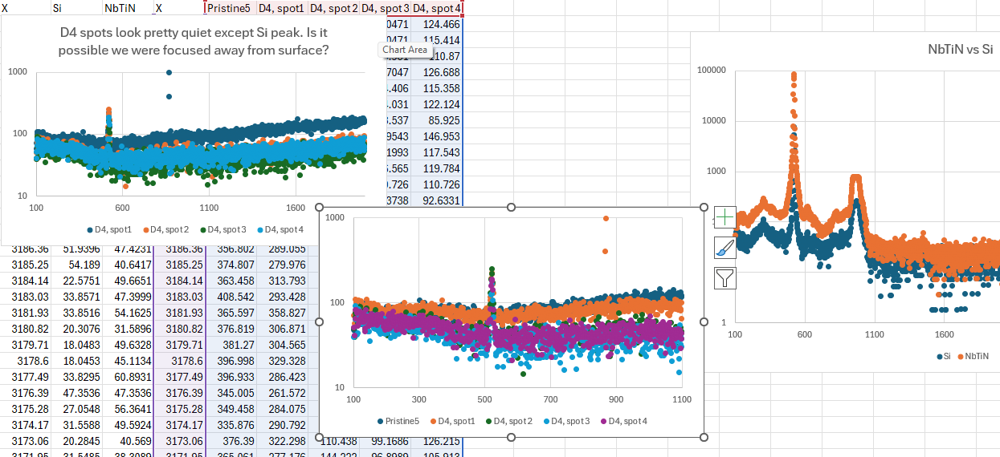 X Si NbTiN X Pristine5 D4, spot1 D4, spot2 D4, spot3 D4, spot4
D4 spots look pretty quiet except Si peak. Is it
possible we were focused away from surface?
Chart Area
1000
100
10
100 600 1100 1600
D4, spot1 D4, spot2 D4, spot3 D4, spot4
0471 124.466
0471 115.414
110.87
7047 126.688
.406 115.358
.031 122.124
.537 85.925
9543 146.953
1993 117.543
.565 119.784
.726 110.726
3738 92.6331
NbTiN vs Si
100000
10000
1000
1
100 600 1100 1600
Si NbTiN
1000
100
10
100 300 500 700 900 1100
Pristine5 D4, spot1 D4, spot2 D4, spot3 D4, spot4
3186.36 51.9396 47.4231 3186.36 356.802 289.055
3185.25 54.189 40.6417 3185.25 374.807 279.976
3184.14 22.5751 49.6651 3184.14 363.458 313.793
3183.03 33.8571 47.3999 3183.03 408.542 293.428
3181.93 33.8516 54.1625 3181.93 365.597 358.827
3180.82 20.3076 31.5896 3180.82 376.819 306.871
3179.71 18.0483 49.6328 3179.71 381.27 304.565
3178.6 18.0453 45.1134 3178.6 396.998 329.328
3177.49 33.8295 60.8931 3177.49 396.933 286.423
3176.39 47.3536 47.3536 3176.39 345.005 261.572
3175.28 27.0548 56.3641 3175.28 349.458 284.075
3174.17 31.5588 49.5924 3174.17 335.876 290.792
3173.06 20.2845 40.569 3173.06 376.39 322.298 110.438 99.1686 126.215
3171.95 31.5485 38.3089 3171.95 365.061 277.176 144.222 96.8989 105.913